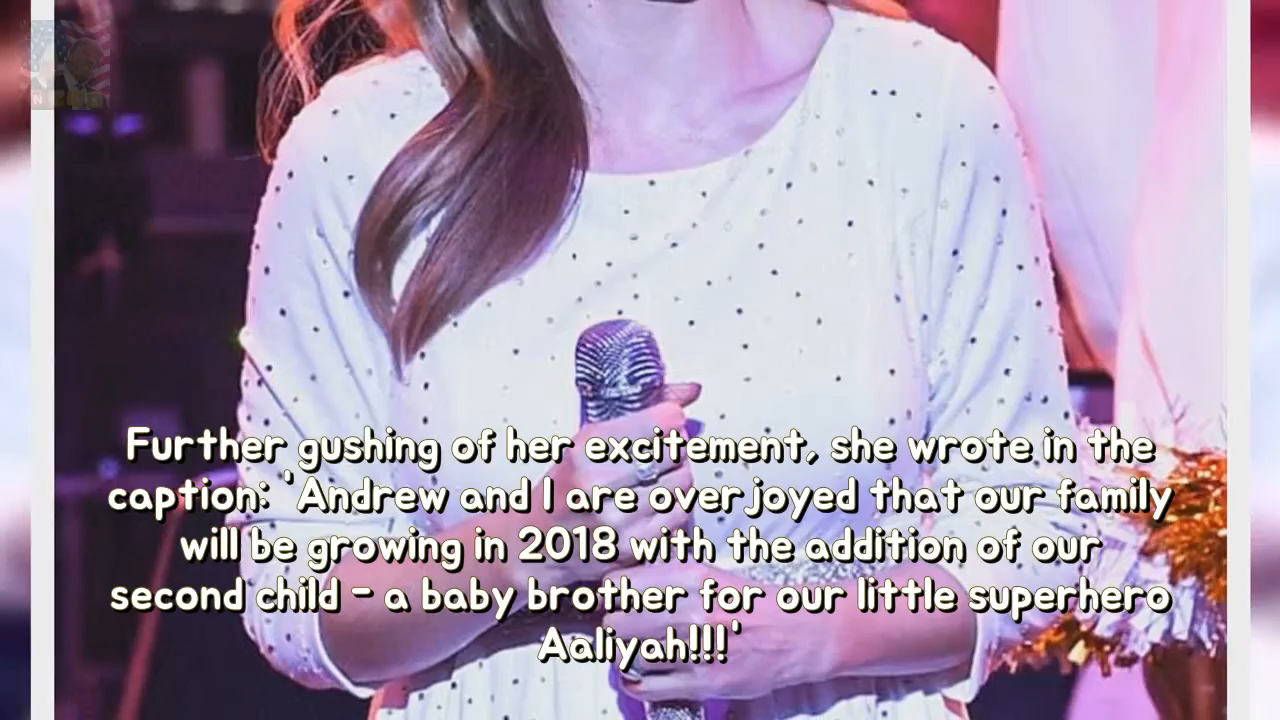 Further gushing of her excitement, she wrote in the
caption: 'Andrew and I are overjoyed that our family
will be growing in 2018 with the addition of our
second child - a baby brother for our little superhero
Aaliyah!!!'